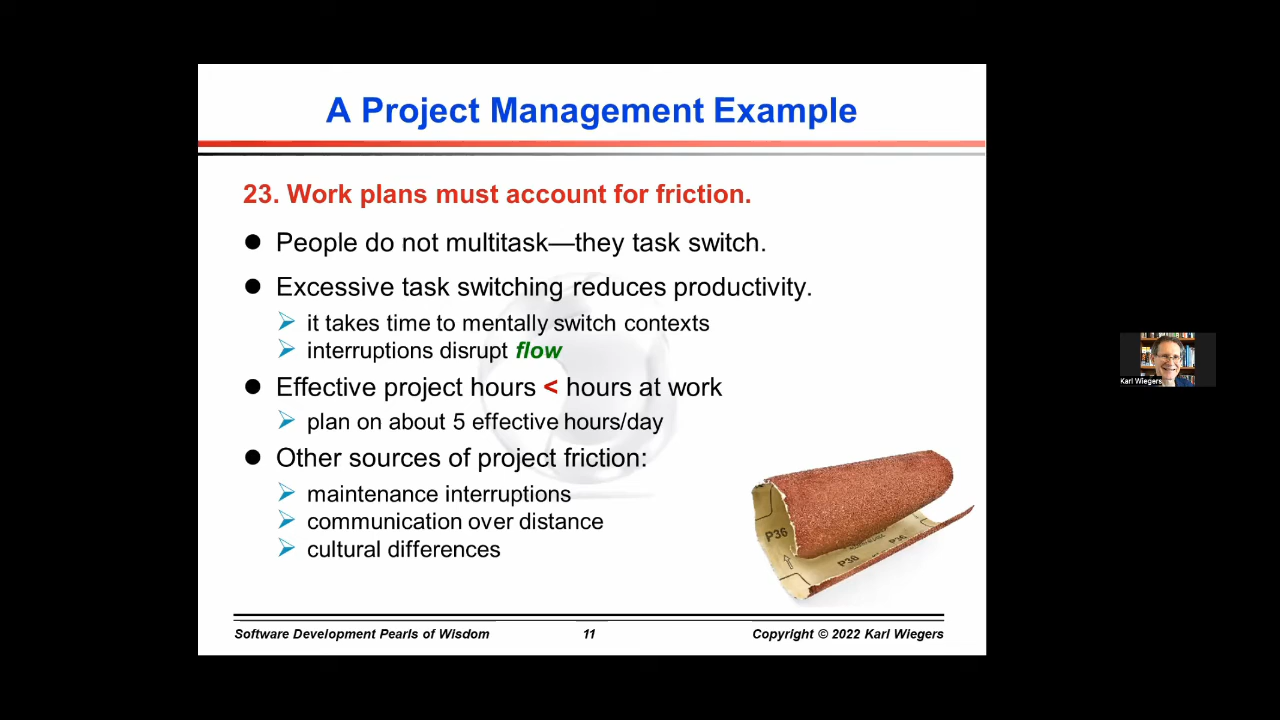 A Project Management Example
23. Work plans must account for friction.
People do not multitask—they task switch.
Excessive task switching reduces productivity.
it takes time to mentally switch contexts
interruptions disrupt flow
Effective project hours < hours at work
plan on about 5 effective hours/day
Other sources of project friction:
maintenance interruptions
communication over distance
cultural differences
P36
P36
P36
Software Development Pearls of Wisdom
11
Copyright © 2022 Karl Wiegers
Karl Wiegers